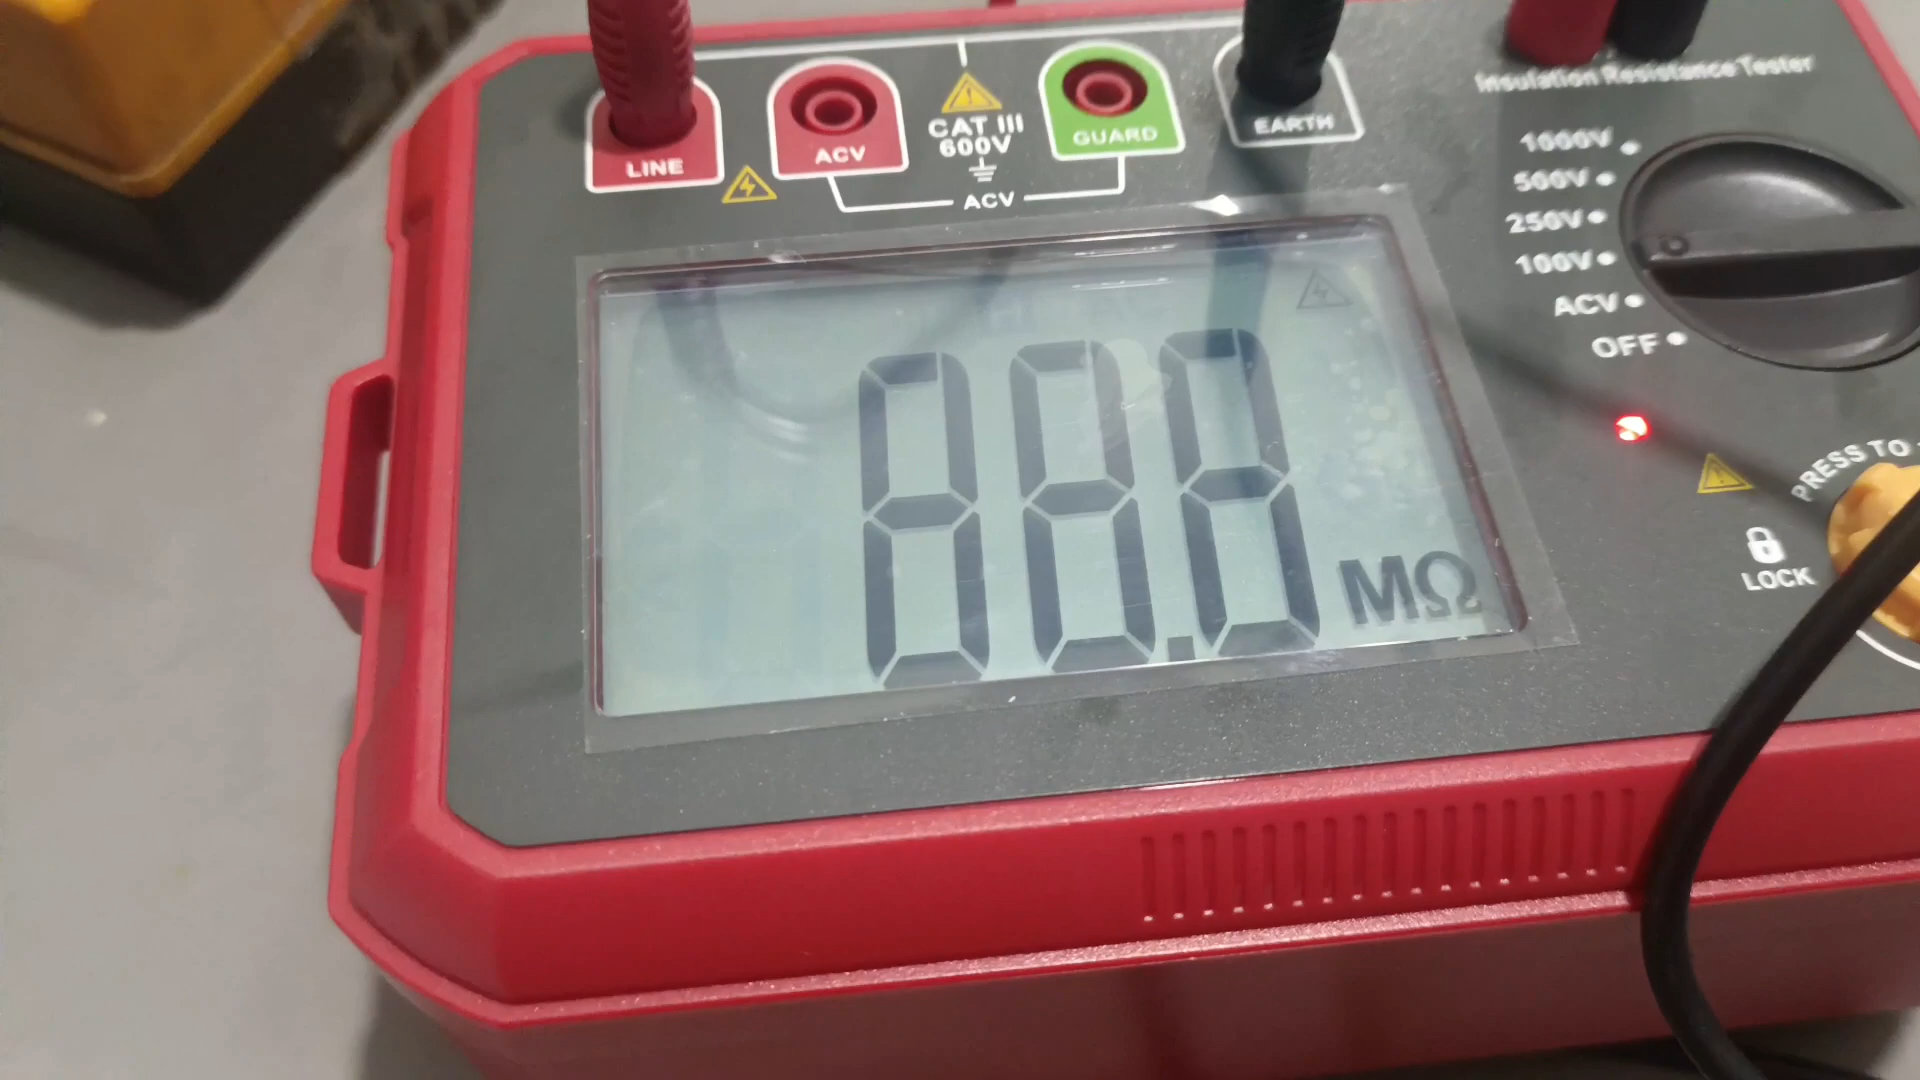 LINE
ACV
CAT III
600V
ACV
GUARD
EARTH
Insulation Resistance Tester
1000V
500V
250V
100V
ACV
OFF
88.8 MΩ
PRESS TO
LOCK